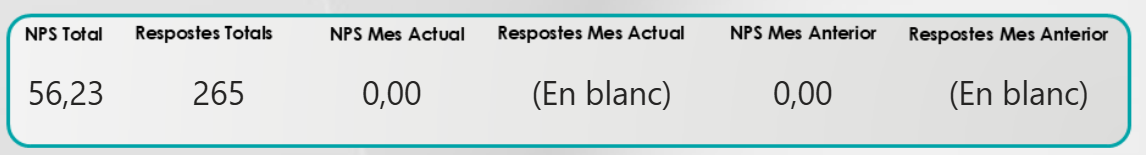 NPS Total Respostes Totals NPS Mes Actual Respostes Mes Actual NPS Mes Anterior Respostes Mes Anterior
56,23 265 0,00 (En blanc) 0,00 (En blanc)